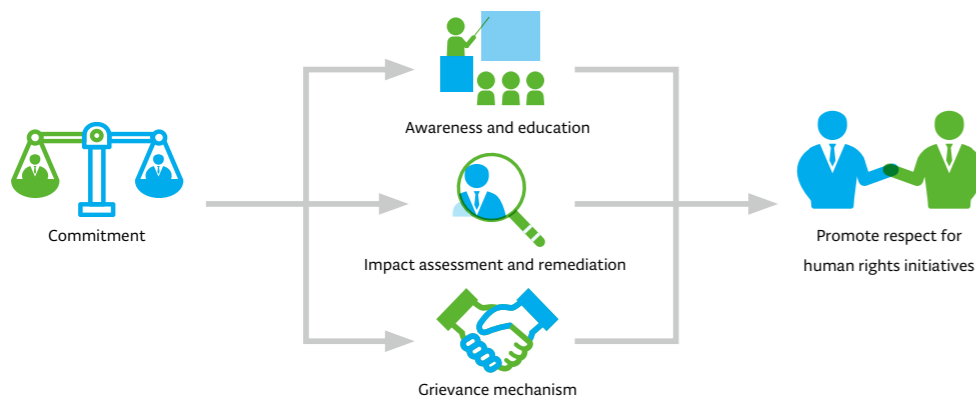 Awareness and education
Commitment
Impact assessment and remediation
Promote respect for
human rights initiatives
Grievance mechanism